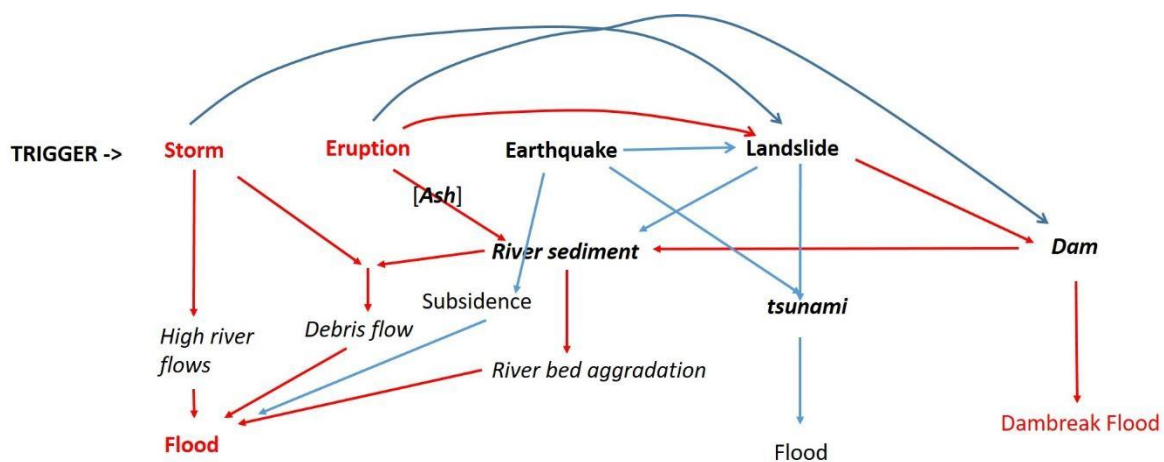 TRIGGER -> Storm Eruption Earthquake Landslide
[Ash]
River sediment Dam
Subsidence tsunami
High river
flows
Debris flow
River bed aggradation
Flood Flood Dambreak Flood